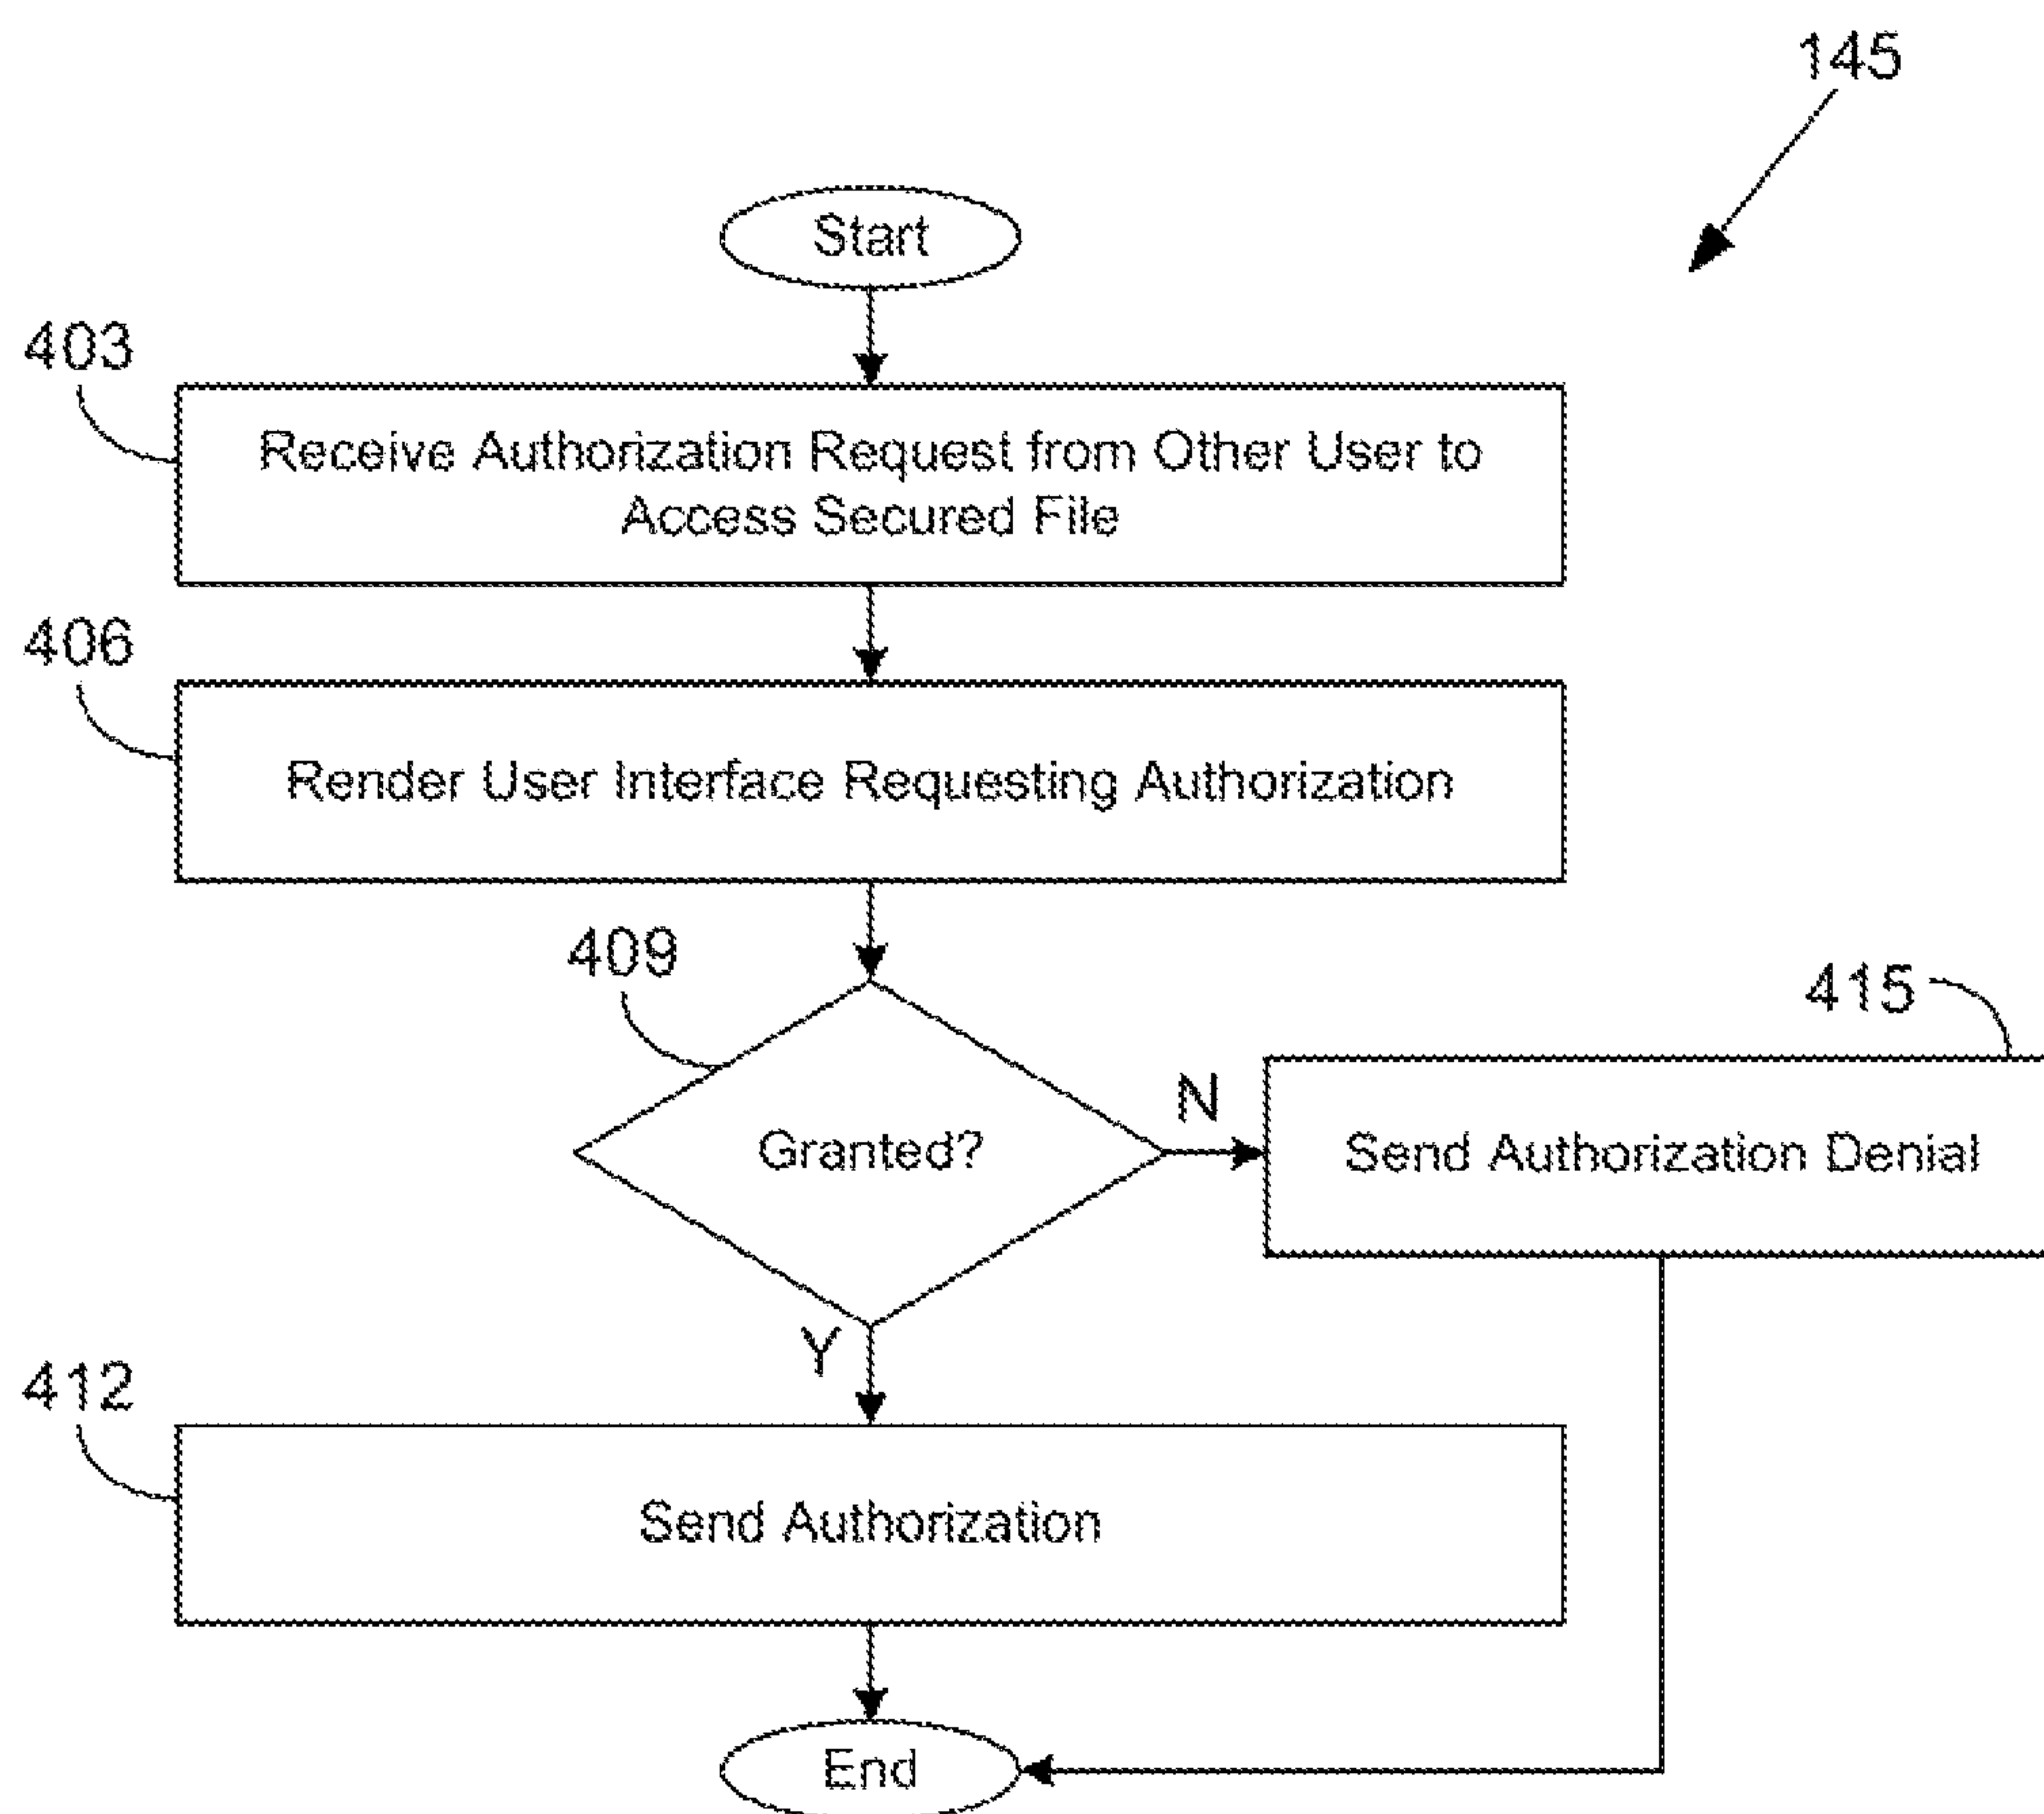 145
Start
403
Receive Authorization Request from Other User to
Access Secured File
406
Render User Interface Requesting Authorization
409
415
Granted?
N
Send Authorization Denial
Y
412
Send Authorization
End